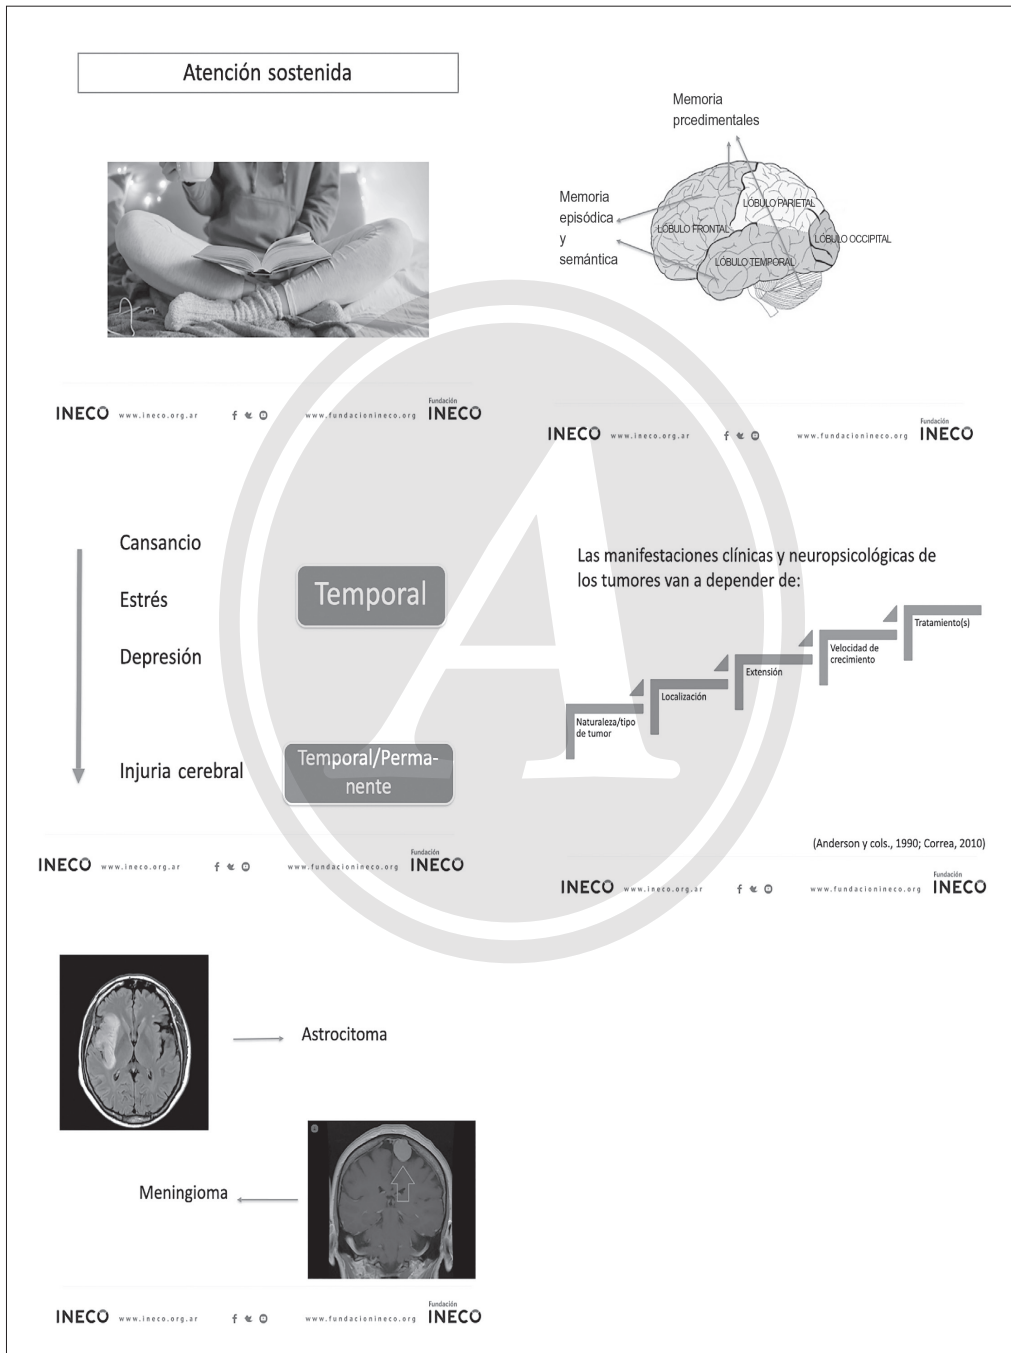 Atención sostenida
INECO www.ineco.org.ar www.fundacionineco.org Fundación INECO
Memoria
prcedimentales
Memoria
episódica
y
semántica
LÓBULO PARIETAL
LÓBULO FRONTAL
LÓBULO OCCIPITAL
LÓBULO TEMPORAL
INECO www.ineco.org.ar www.fundacionineco.org Fundación INECO
Cansancio
Estrés
Temporal
Depresión
Injuria cerebral
Temporal/Perma-
nente
INECO www.ineco.org.ar www.fundacionineco.org Fundación INECO
Las manifestaciones clínicas y neuropsicológicas de
los tumores van a depender de:
Naturaleza/tipo
de tumor
Localización
Extensión
Velocidad de
crecimiento
Tratamiento(s)
(Anderson y cols., 1990; Correa, 2010)
INECO www.ineco.org.ar www.fundacionineco.org Fundación INECO
Astrocitoma
Meningioma
INECO www.ineco.org.ar www.fundacionineco.org Fundación INECO
A